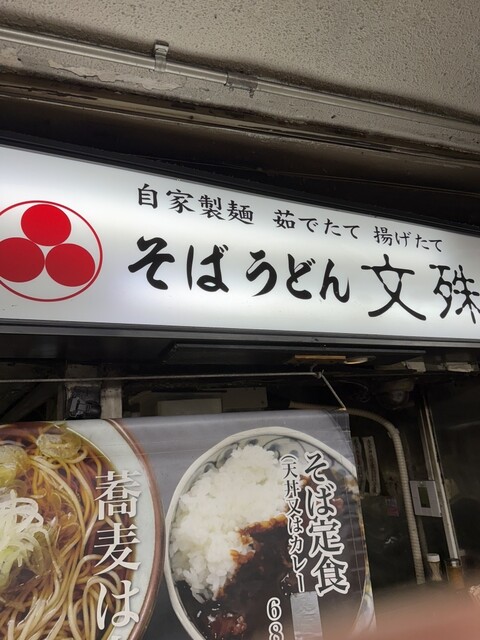 自家製麺 茹でたて 揚げたて
そばうどん 文殊
そば定食
(天丼又はカレー
68
蕎麦は